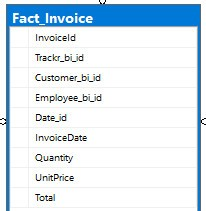 Fact_Invoice
InvoiceId
Trackr_bi_id
Customer_bi_id
Employee_bi_id
Date_id
InvoiceDate
Quantity
UnitPrice
Total